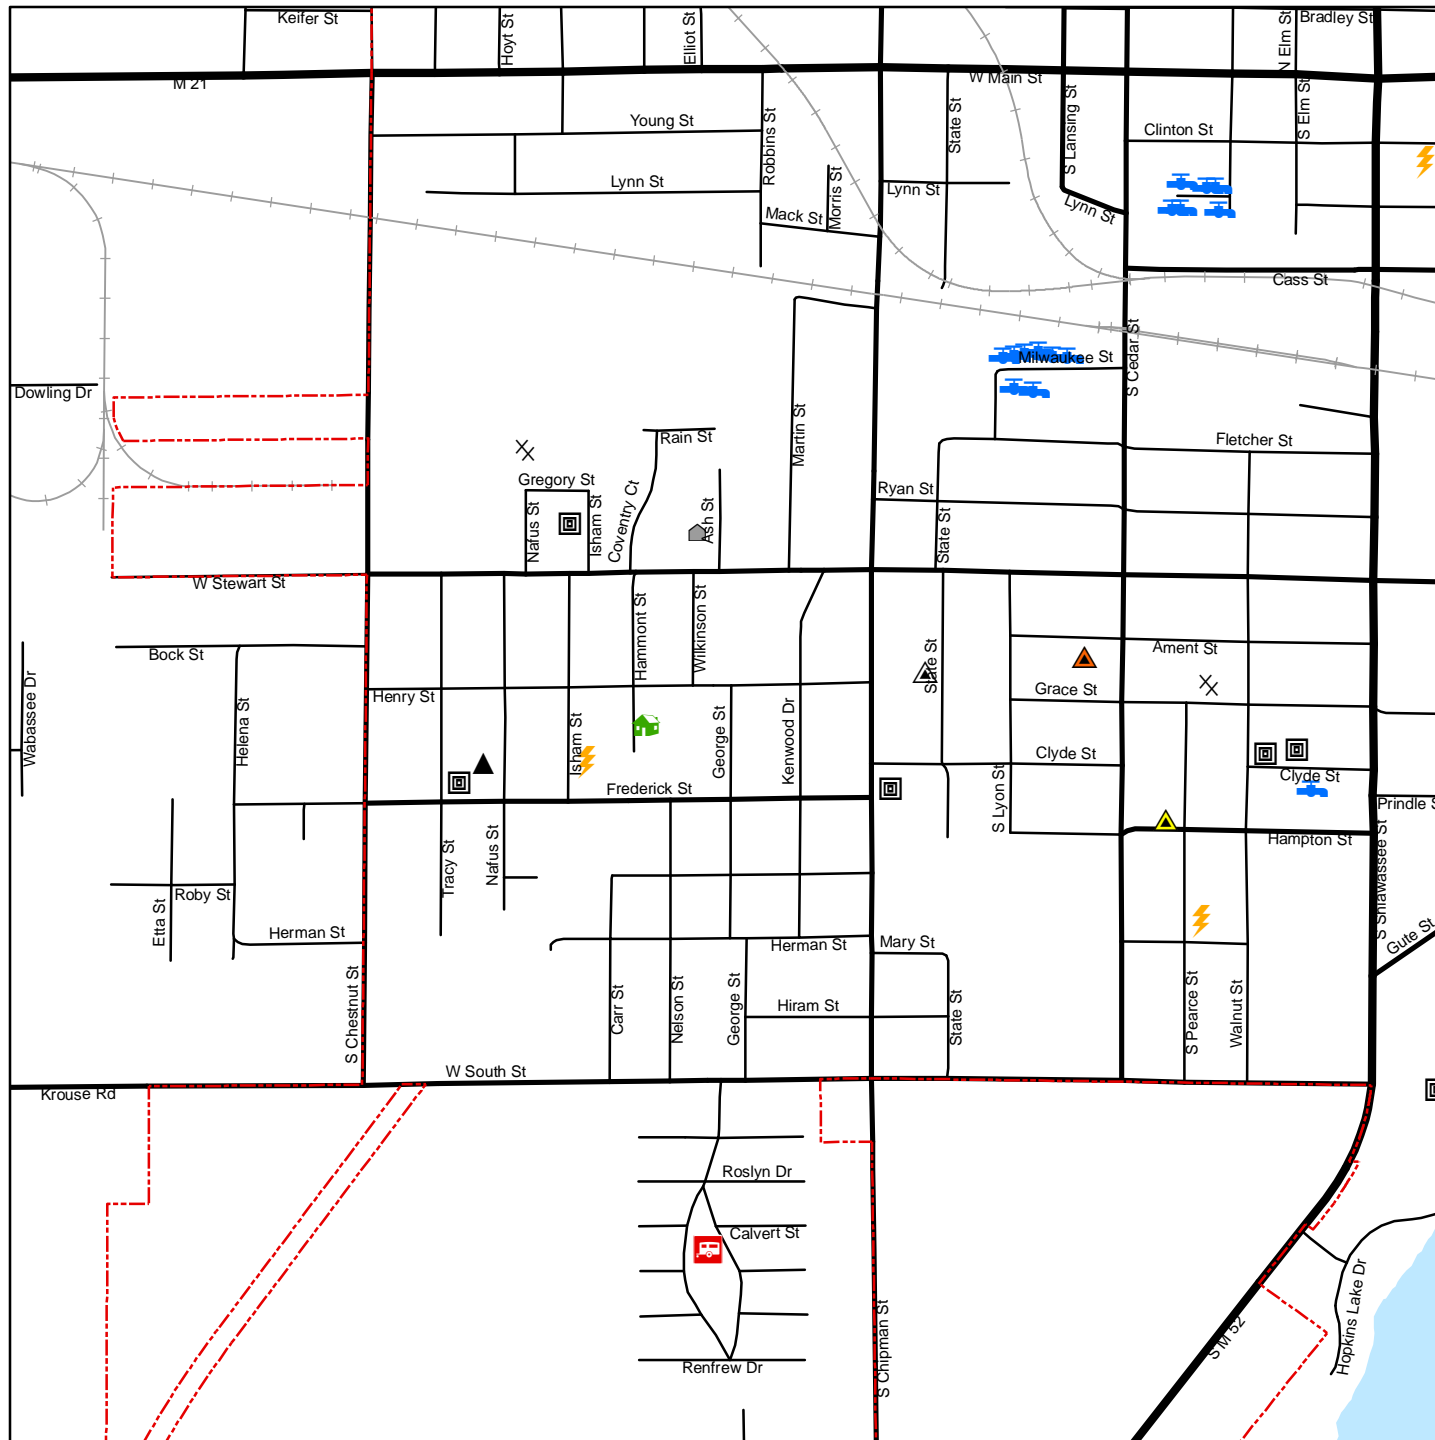 Keifer St
Hoyt St
Elliot St
N Elm St
Bradley St
M 21
W Main St
Young St
Robbins St
State St
S Lansing St
Clinton St
S Elm St
Lynn St
Morris St
Lynn St
Mack St
Lynn St
Cass St
S Cedar St
Milwaukee St
Dowling Dr
Martin St
Rain St
Fletcher St
Gregory St
Ryan St
Nafus St
Isham St
Coventry Ct
Ash St
State St
W Stewart St
Hammont St
Wilkinson St
Bock St
State St
Ament St
Wabassee Dr
Helena St
Henry St
Grace St
Isham St
George St
Kenwood Dr
Clyde St
Clyde St
Frederick St
S Lyon St
Prindle S
Hampton St
Tracy St
Nafus St
S Shiawassee St
Roby St
Etta St
Herman St
Herman St
Mary St
Gute St
S Chestnut St
Carr St
Nelson St
George St
Hiram St
State St
S Pearce St
Walnut St
W South St
Krouse Rd
Roslyn Dr
Calvert St
S Chipman St
S M 52
Hopkins Lake Dr
Renfrew Dr